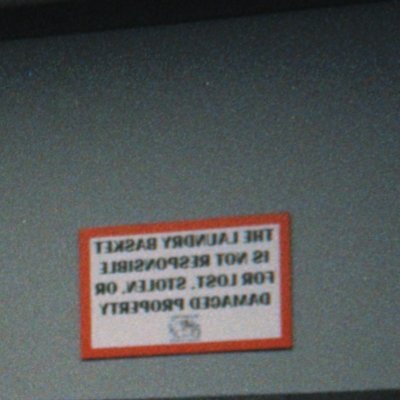 THE LAUNDRY BASKET
IS NOT RESPONSIBLE
FOR LOST, STOLEN, OR
DAMAGED PROPERTY